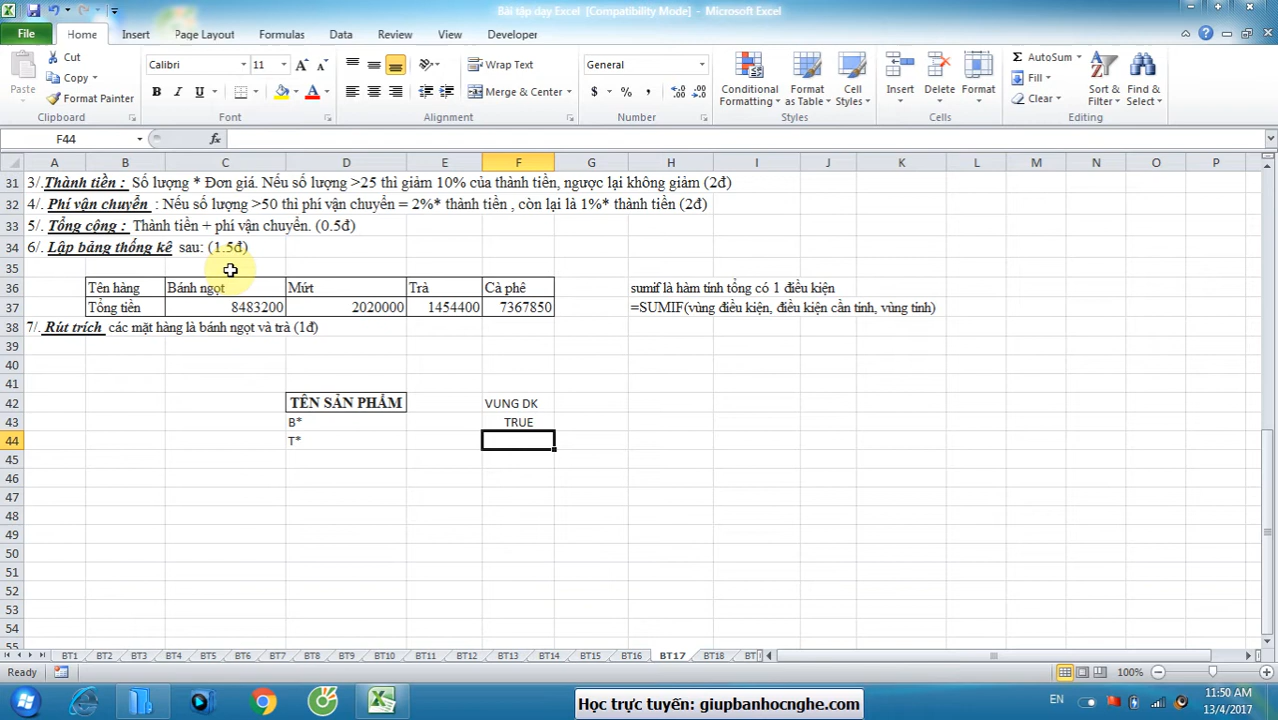 Bài tập dạy Excel [Compatibility Mode] - Microsoft Excel
File Home Insert Page Layout Formulas Data Review View Developer
Paste
Cut
Copy
Format Painter
Clipboard
Calibri 11
B I U A
Font
Wrap Text
Merge & Center
Alignment
General
$ % ,
Number
Conditional Formatting
Format as Table
Cell Styles
Styles
Insert Delete Format
Cells
Σ AutoSum
Fill
Clear
Sort & Filter
Find & Select
Editing
F44 fx
A B C D E F G H I J K L M N O P
31 3/. Thành tiền : Số lượng * Đơn giá. Nếu số lượng >25 thì giảm 10% của thành tiền, ngược lại không giảm (2đ)
32 4/. Phí vận chuyển : Nếu số lượng >50 thì phí vận chuyển = 2%* thành tiền , còn lại là 1%* thành tiền (2đ)
33 5/. Tổng cộng : Thành tiền + phí vận chuyển. (0.5đ)
34 6/. Lập bảng thống kê sau: (1.5đ)
35
36 Tên hàng Bánh ngọt Mứt Trà Cà phê sumif là hàm tính tổng có 1 điều kiện
37 Tổng tiền 8483200 2020000 1454400 7367850 =SUMIF(vùng điều kiện, điều kiện cần tính, vùng tính)
38 7/. Rút trích các mặt hàng là bánh ngọt và trà (1đ)
39
40
41
42 TÊN SẢN PHẨM VUNG DK
43 B* TRUE
44 T*
45
46
47
48
49
50
51
52
53
54
55
BT1 BT2 BT3 BT4 BT5 BT6 BT7 BT8 BT9 BT10 BT11 BT12 BT13 BT14 BT15 BT16 BT17 BT18
Ready 100%
Học trực tuyến: giupbanhocnghe.com
EN
11:50 AM
13/4/2017